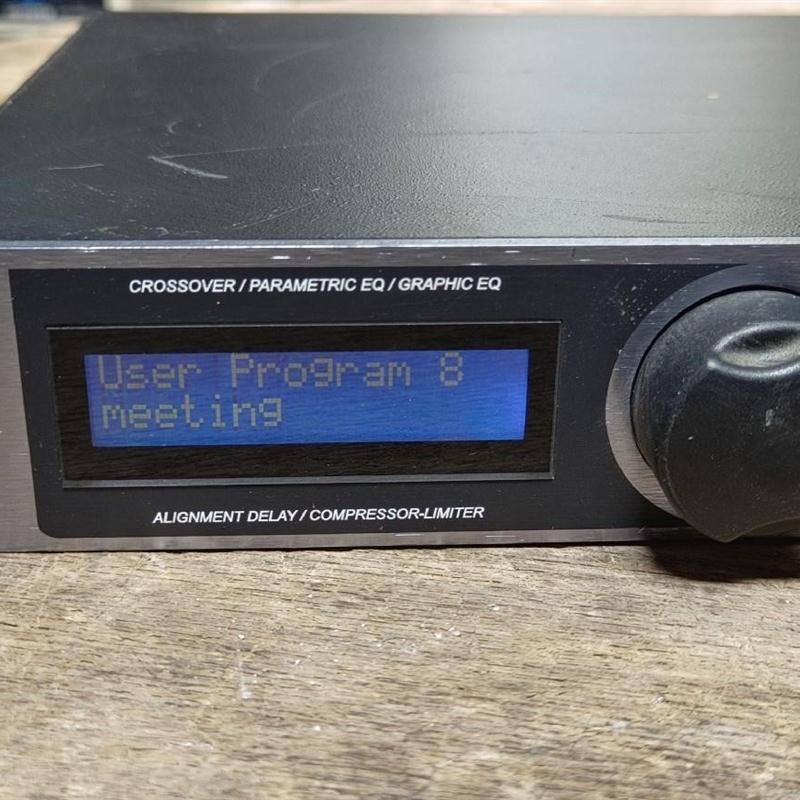 CROSSOVER / PARAMETRIC EQ / GRAPHIC EQ
User Program 8
meeting
ALIGNMENT DELAY / COMPRESSOR-LIMITER